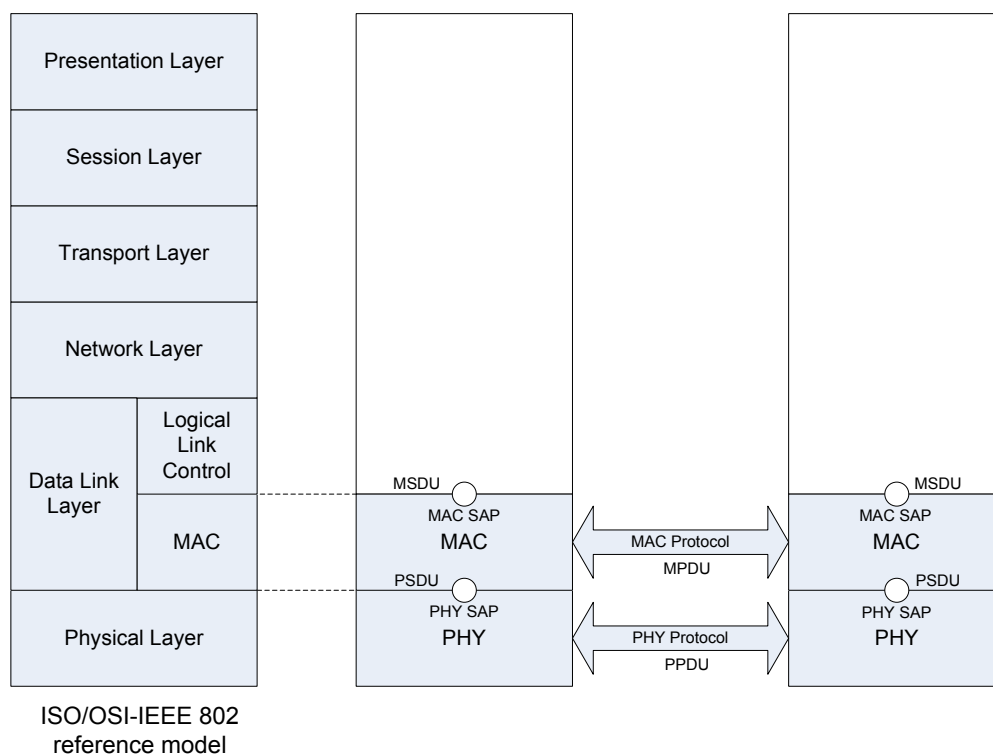 Presentation Layer
Session Layer
Transport Layer
Network Layer
Data Link
Layer
Logical
Link
Control
MAC
Physical Layer
ISO/OSI-IEEE 802
reference model
MSDU
MAC SAP
MAC
PSDU
PHY SAP
PHY
MAC Protocol
MPDU
PHY Protocol
PPDU
MSDU
MAC SAP
MAC
PSDU
PHY SAP
PHY